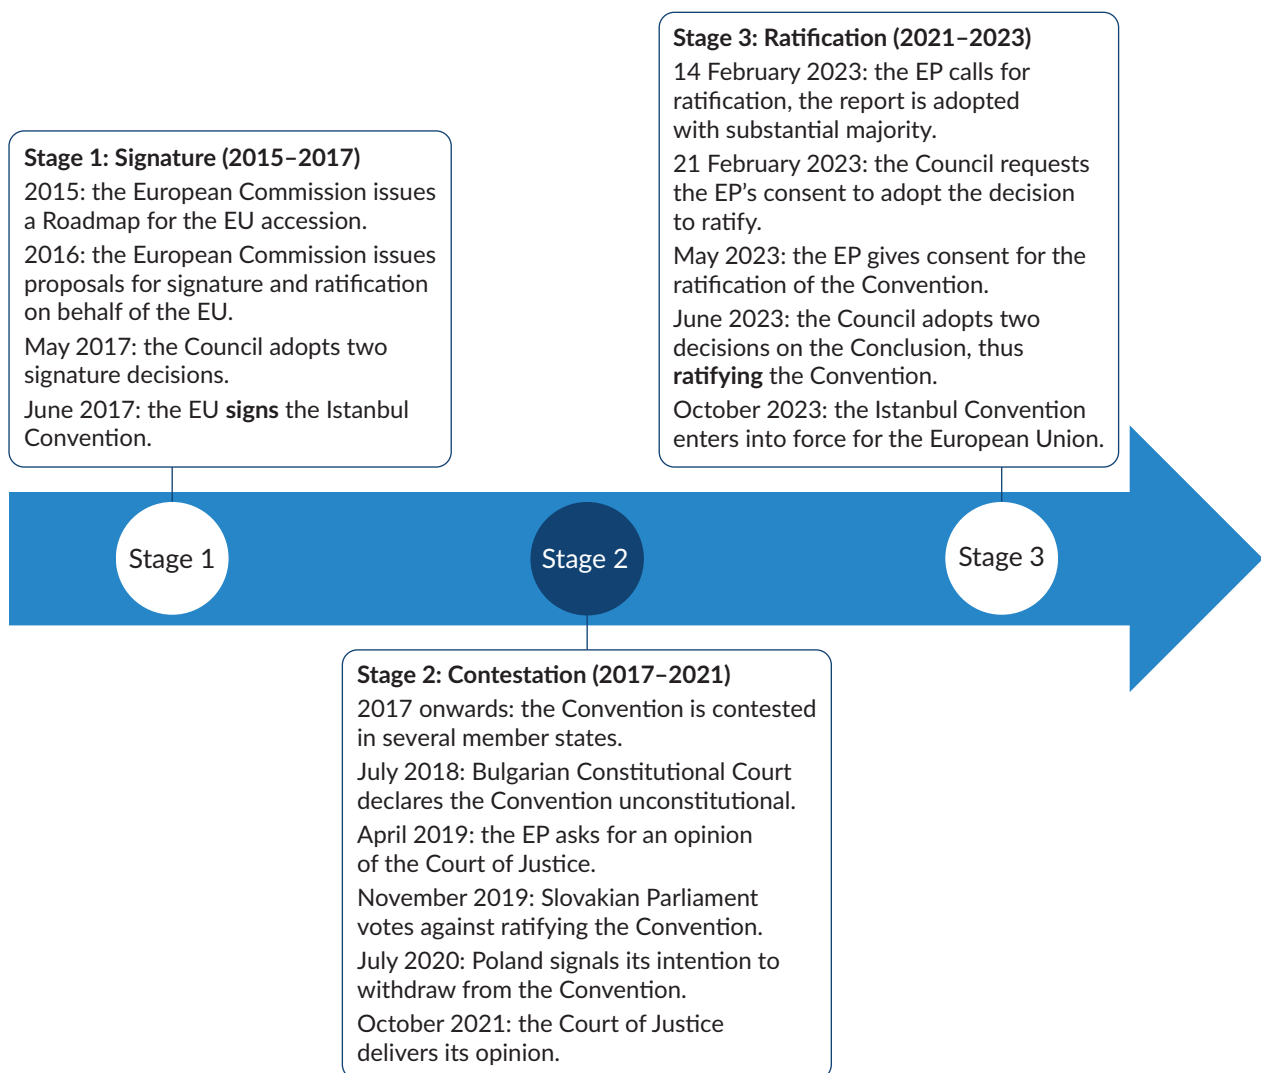 Stage 1: Signature (2015–2017)
2015: the European Commission issues
a Roadmap for the EU accession.
2016: the European Commission issues
proposals for signature and ratification
on behalf of the EU.
May 2017: the Council adopts two
signature decisions.
June 2017: the EU signs the Istanbul
Convention.
Stage 3: Ratification (2021–2023)
14 February 2023: the EP calls for
ratification, the report is adopted
with substantial majority.
21 February 2023: the Council requests
the EP’s consent to adopt the decision
to ratify.
May 2023: the EP gives consent for the
ratification of the Convention.
June 2023: the Council adopts two
decisions on the Conclusion, thus
ratifying the Convention.
October 2023: the Istanbul Convention
enters into force for the European Union.
Stage 1
Stage 2
Stage 3
Stage 2: Contestation (2017–2021)
2017 onwards: the Convention is contested
in several member states.
July 2018: Bulgarian Constitutional Court
declares the Convention unconstitutional.
April 2019: the EP asks for an opinion
of the Court of Justice.
November 2019: Slovakian Parliament
votes against ratifying the Convention.
July 2020: Poland signals its intention to
withdraw from the Convention.
October 2021: the Court of Justice
delivers its opinion.